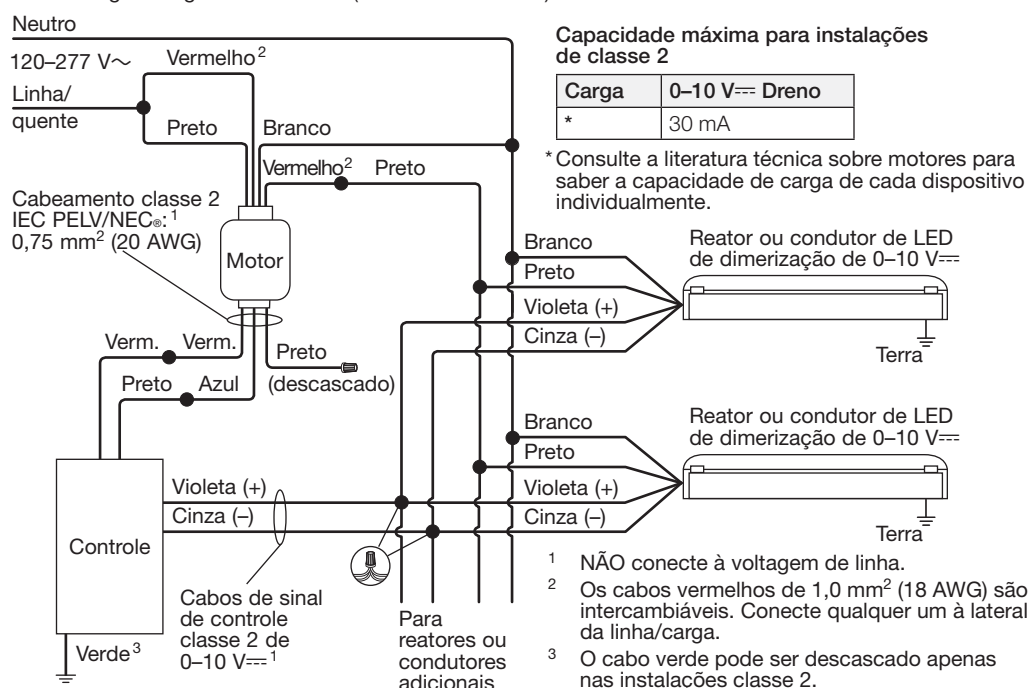 Neutro
120–277 V~
Vermelho²
Linha/
quente
Preto
Branco
Vermelho²
Preto
Cabeamento classe 2
IEC PELV/NEC®: ¹
0,75 mm² (20 AWG)
Motor
Verm.
Verm.
Preto
(descascado)
Preto
Azul
Controle
Violeta (+)
Cinza (–)
Cabos de sinal
de controle
classe 2 de
0–10 V⎓ ¹
Verde³
Para
reatores ou
condutores
adicionais
Capacidade máxima para instalações
de classe 2
Carga 0–10 V⎓ Dreno
* 30 mA
* Consulte a literatura técnica sobre motores para
saber a capacidade de carga de cada dispositivo
individualmente.
Branco
Preto
Violeta (+)
Cinza (–)
Reator ou condutor de LED
de dimerização de 0–10 V⎓
Terra
Branco
Preto
Violeta (+)
Cinza (–)
Reator ou condutor de LED
de dimerização de 0–10 V⎓
Terra
¹ NÃO conecte à voltagem de linha.
² Os cabos vermelhos de 1,0 mm² (18 AWG) são
intercambiáveis. Conecte qualquer um à lateral
da linha/carga.
³ O cabo verde pode ser descascado apenas
nas instalações classe 2.